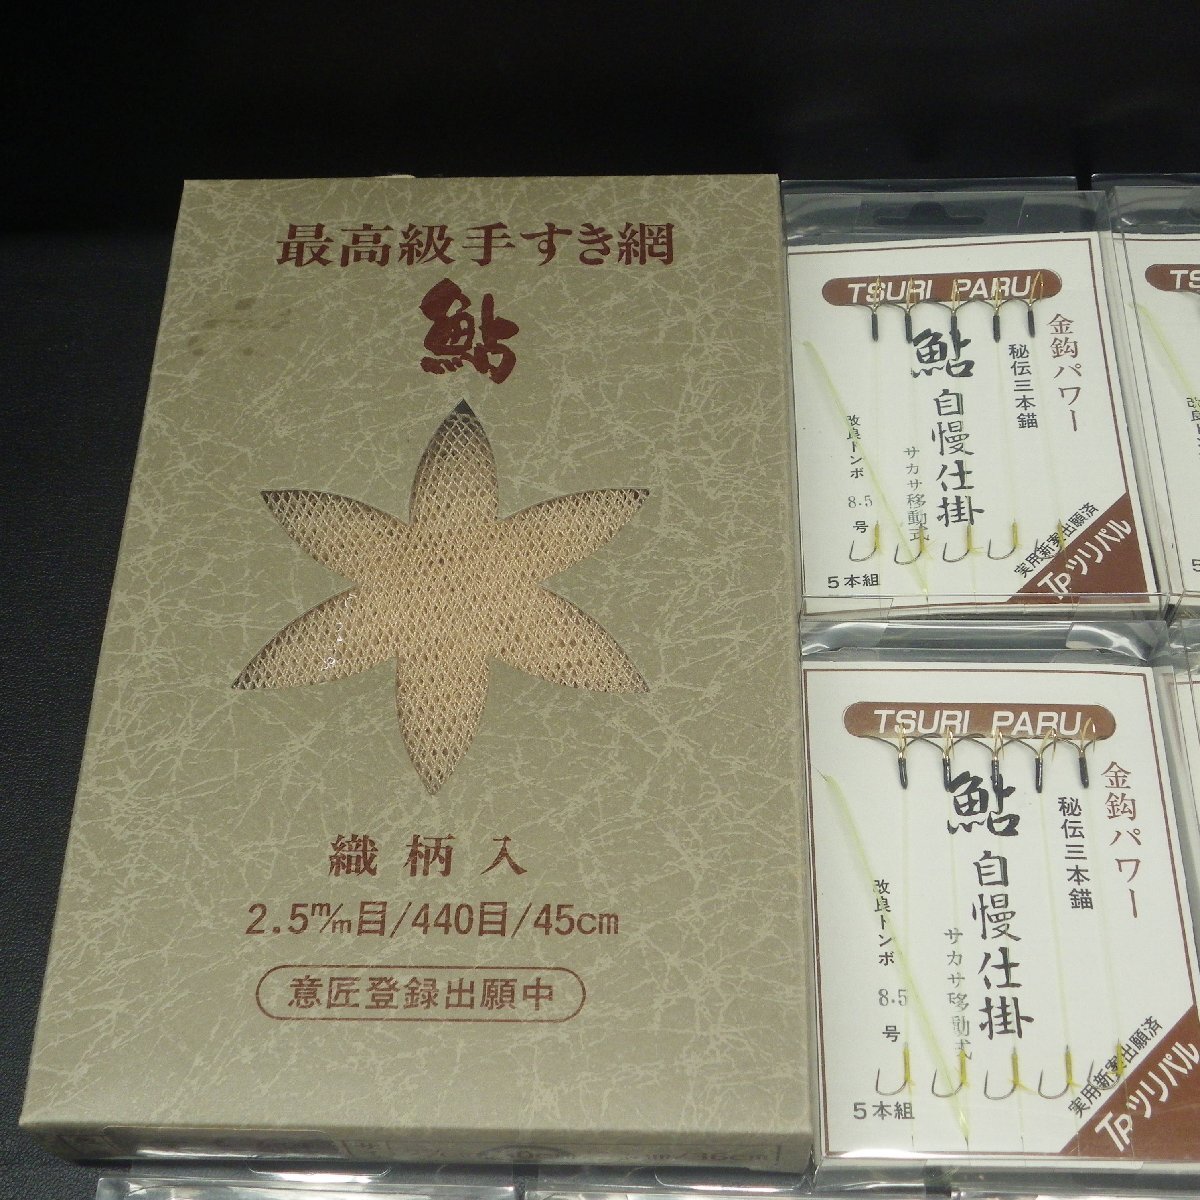 最高級手すき網
鮎
織柄入
2.5m/m目/440目/45cm
意匠登録出願中
TSURI PARU
金鈎パワー
秘伝三本錨
鮎
自慢仕掛
サカサ移動式
改良トンボ
8.5
号
5本組
実用新案出願済
TPツリパル
TSURI PARU
金鈎パワー
秘伝三本錨
鮎
自慢仕掛
サカサ移動式
改良トンボ
8.5
号
5本組
実用新案出願済
TPツリパル
TS
5